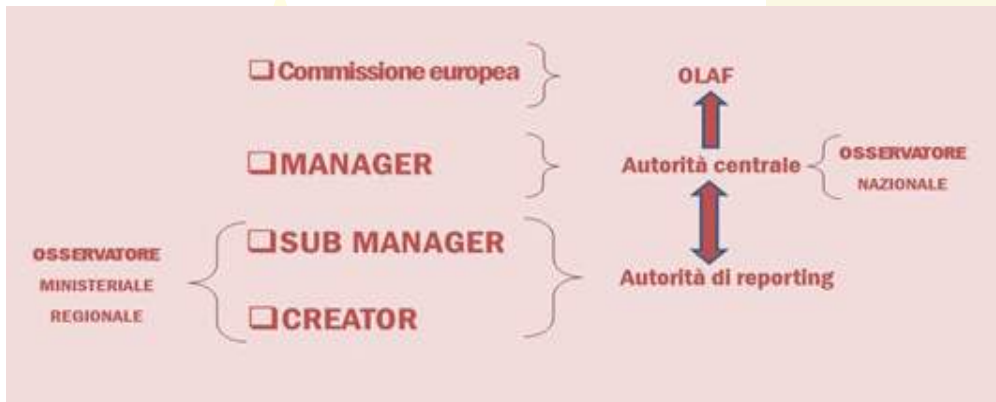 ❑Commissione europea
OLAF
❑MANAGER
Autorità centrale
OSSERVATORE
NAZIONALE
OSSERVATORE
MINISTERIALE
REGIONALE
❑SUB MANAGER
❑CREATOR
Autorità di reporting